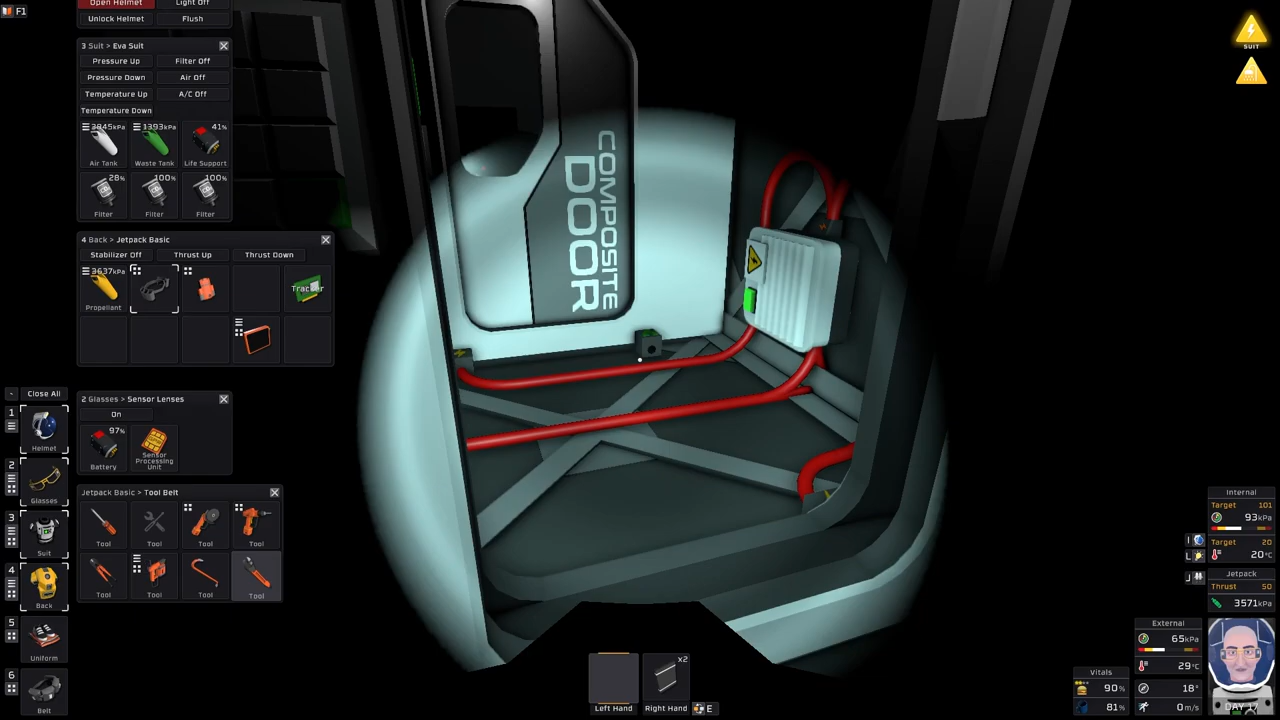 F1
Open Helmet
Light Off
Unlock Helmet
Flush
3 Suit > Eva Suit
Pressure Up
Filter Off
Pressure Down
Air Off
Temperature Up
A/C Off
Temperature Down
3845kPa
1393kPa
41%
Air Tank
Waste Tank
Life Support
28%
100%
100%
Filter
Filter
Filter
4 Back > Jetpack Basic
Stabilizer Off
Thrust Up
Thrust Down
3637kPa
Propellant
Tracker
Close All
2 Glasses > Sensor Lenses
On
97%
Battery
Sensor
Processing
Unit
Jetpack Basic > Tool Belt
Tool
Tool
Tool
Tool
Tool
Tool
Tool
Tool
1
Helmet
2
Glasses
3
Suit
4
Back
5
Uniform
6
Belt
COMPOSITE
DOOR
SUIT
x2
Left Hand
Right Hand
E
Internal
Target 101
93kPa
Target 20
20°C
Jetpack
Thrust 50
3571kPa
External
65kPa
29°C
18°
0m/s
Vitals
90%
81%
DAY 17